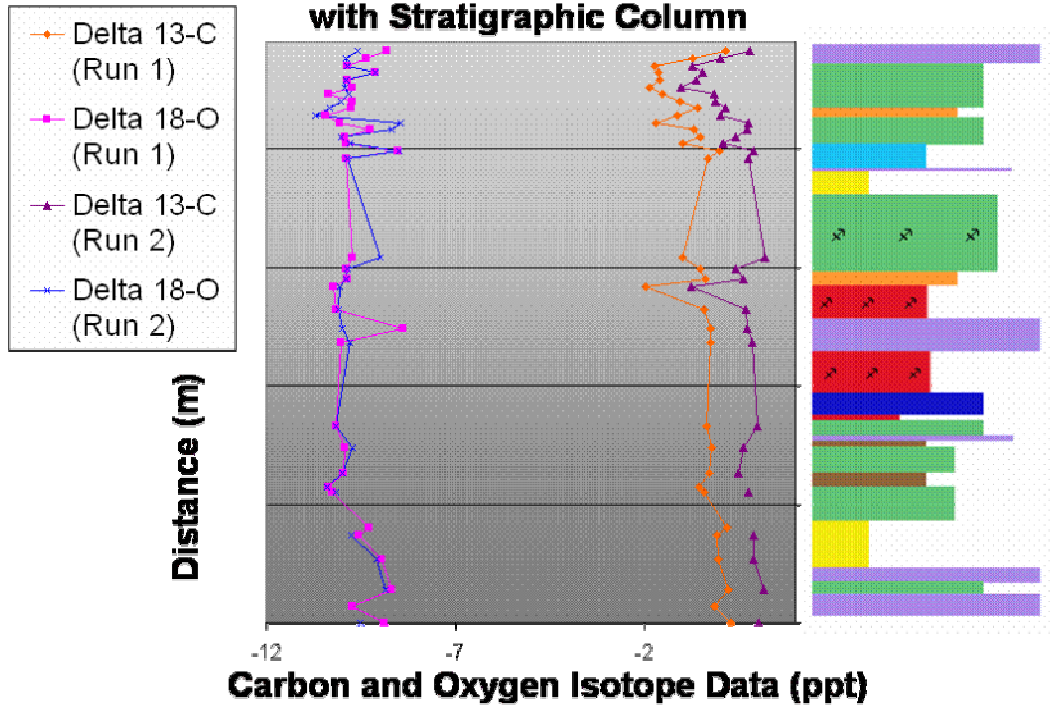 with Stratigraphic Column
Delta 13-C
(Run 1)
Delta 18-O
(Run 1)
Delta 13-C
(Run 2)
Delta 18-O
(Run 2)
Distance (m)
-12
-7
-2
Carbon and Oxygen Isotope Data (ppt)